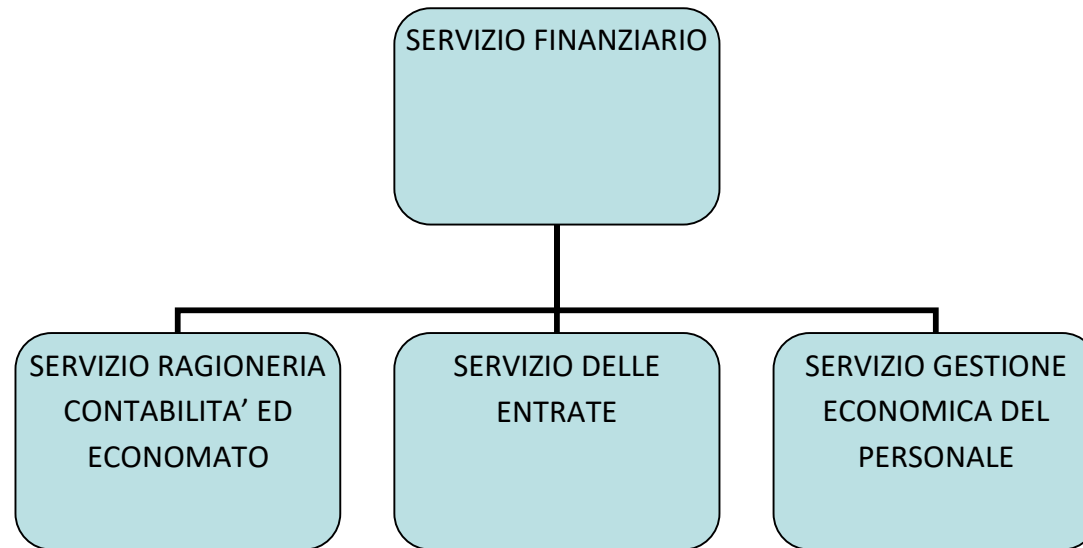 SERVIZIO FINANZIARIO
SERVIZIO RAGIONERIA
CONTABILITA’ ED
ECONOMATO
SERVIZIO DELLE
ENTRATE
SERVIZIO GESTIONE
ECONOMICA DEL
PERSONALE